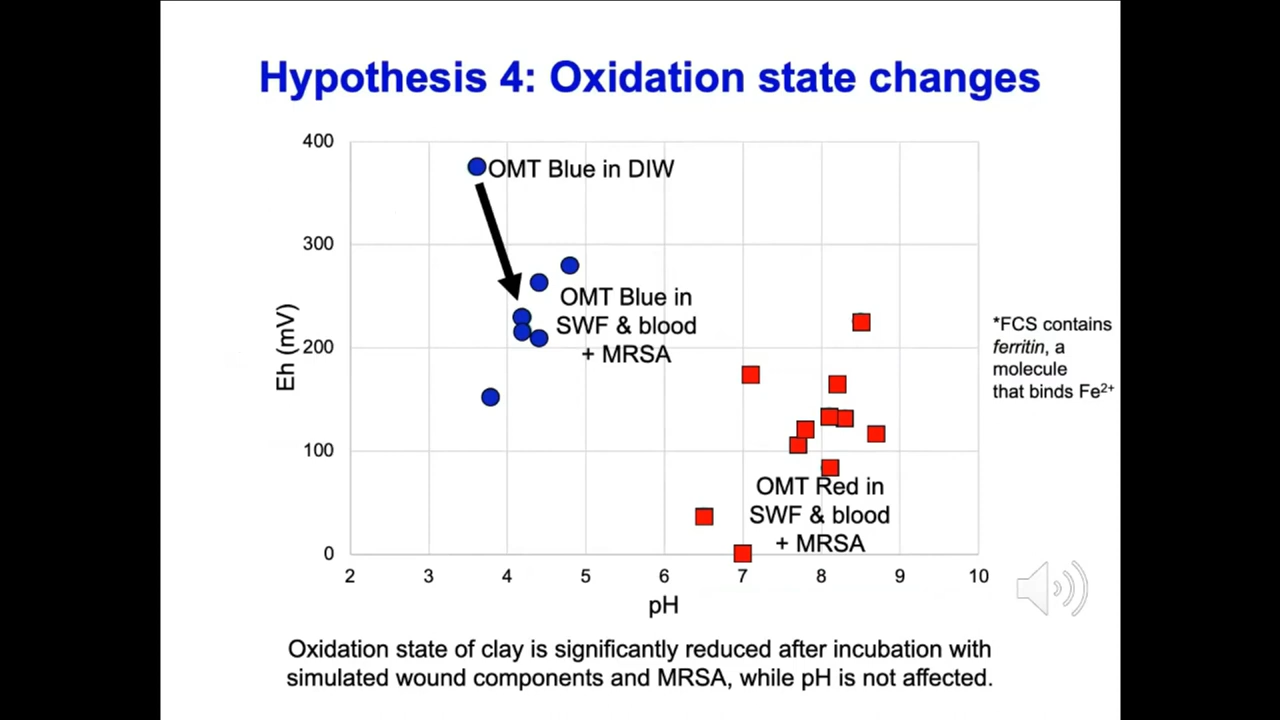 Hypothesis 4: Oxidation state changes
400
OMT Blue in DIW
300
OMT Blue in
SWF & blood
+ MRSA
Eh (mV)
200
*FCS contains
ferritin, a
molecule
that binds Fe²⁺
100
OMT Red in
SWF & blood
+ MRSA
0
2 3 4 5 6 7 8 9 10
pH
Oxidation state of clay is significantly reduced after incubation with
simulated wound components and MRSA, while pH is not affected.